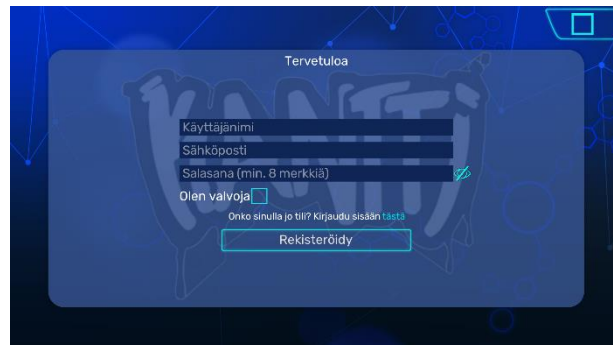 Tervetuloa
KANTTI
Käyttäjänimi
Sähköposti
Salasana (min. 8 merkkiä)
Olen valvoja
Onko sinulla jo tili? Kirjaudu sisään tästä
Rekisteröidy